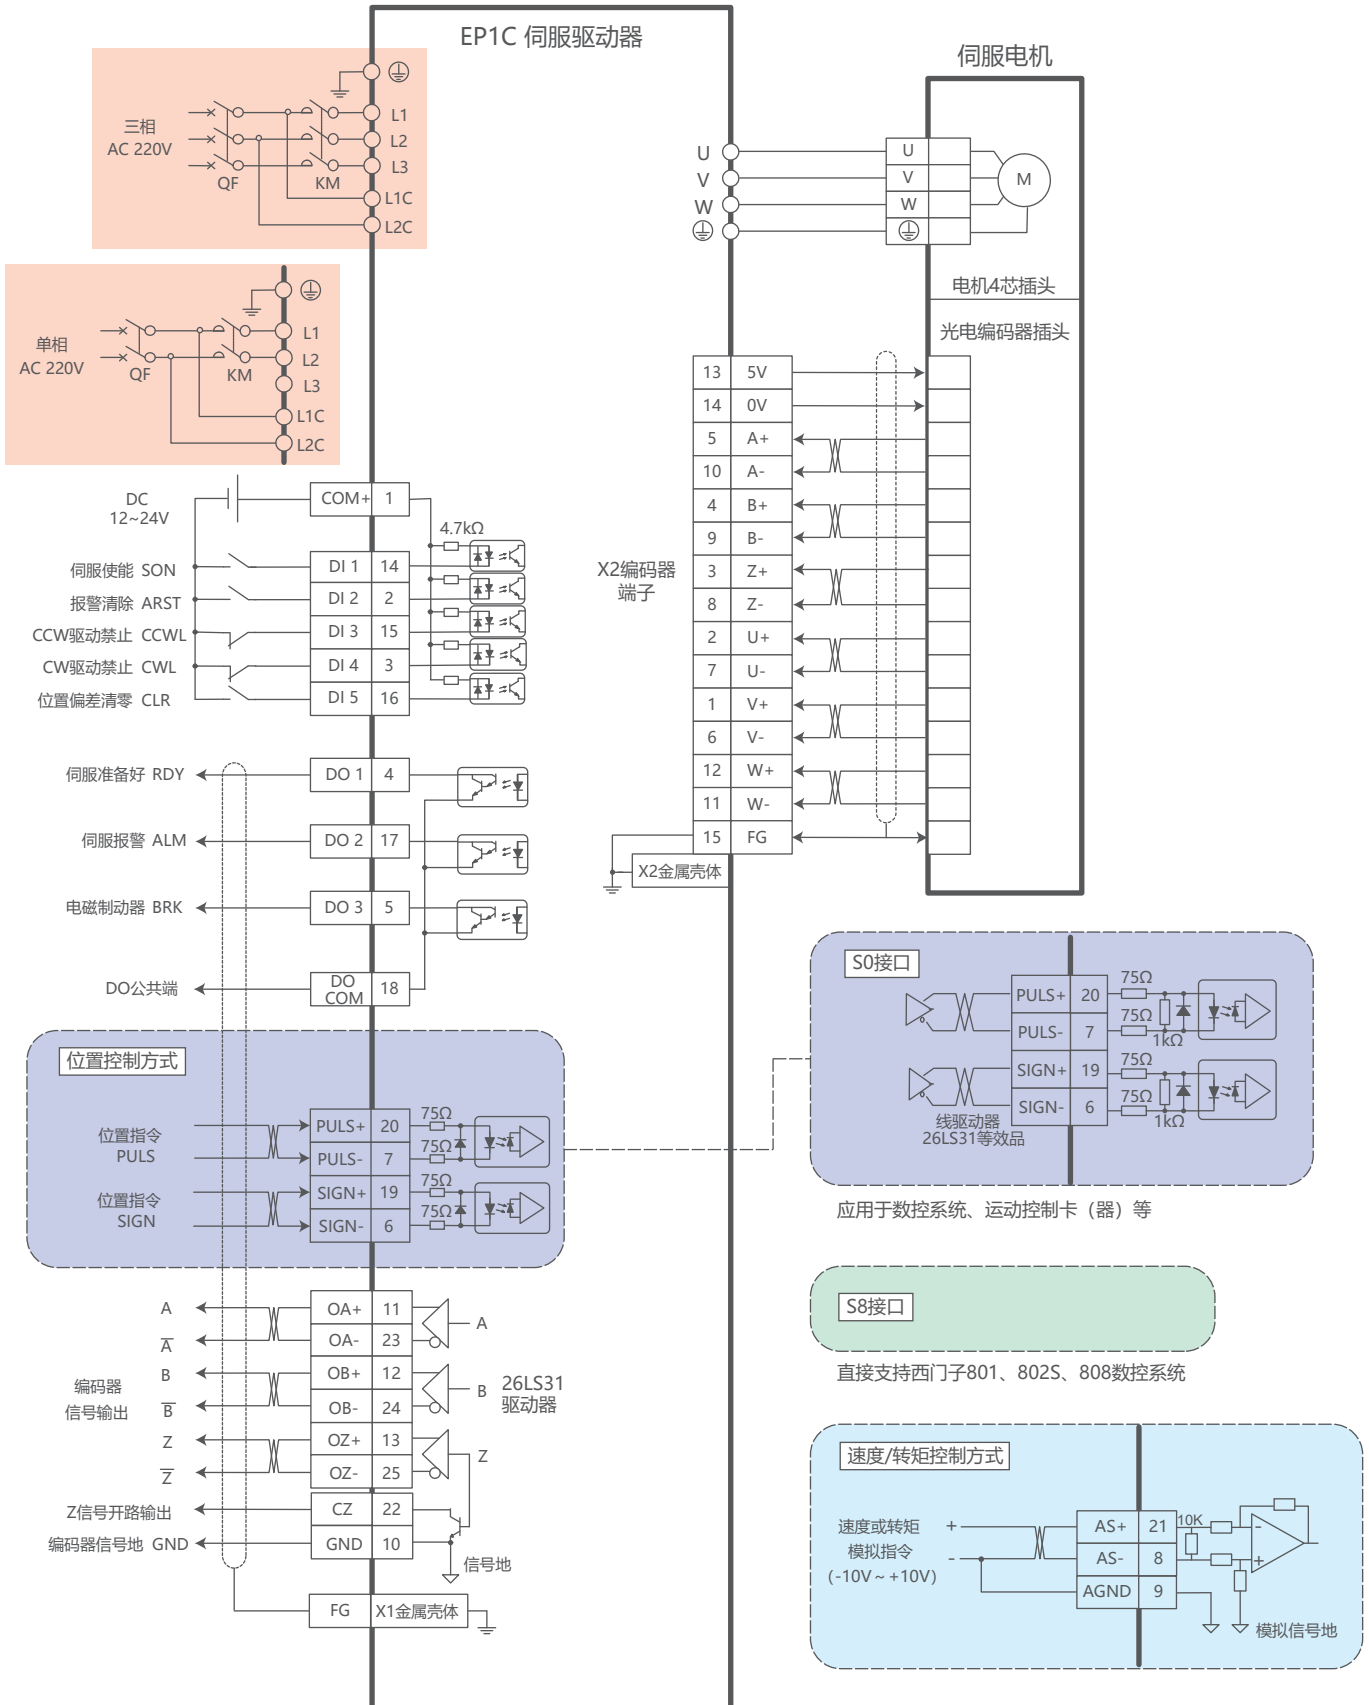 EP1C 伺服驱动器
伺服电机
三相
AC 220V
QF
KM
L1
L2
L3
L1C
L2C
单相
AC 220V
QF
KM
L1
L2
L3
L1C
L2C
U
V
W
U
V
W
M
电机4芯插头
光电编码器插头
X2编码器
端子
13 5V
14 0V
5 A+
10 A-
4 B+
9 B-
3 Z+
8 Z-
2 U+
7 U-
1 V+
6 V-
12 W+
11 W-
15 FG
X2金属壳体
DC
12~24V
COM+ 1
4.7kΩ
伺服使能 SON
DI 1 14
报警清除 ARST
DI 2 2
CCW驱动禁止 CCWL
DI 3 15
CW驱动禁止 CWL
DI 4 3
位置偏差清零 CLR
DI 5 16
伺服准备好 RDY
DO 1 4
伺服报警 ALM
DO 2 17
电磁制动器 BRK
DO 3 5
DO公共端
DO
COM 18
位置控制方式
位置指令
PULS
PULS+ 20 75Ω
PULS- 7 75Ω
位置指令
SIGN
SIGN+ 19 75Ω
SIGN- 6 75Ω
S0接口
PULS+ 20 75Ω
PULS- 7 75Ω
1kΩ
SIGN+ 19 75Ω
SIGN- 6 75Ω
1kΩ
线驱动器
26LS31等效品
应用于数控系统、运动控制卡（器）等
S8接口
直接支持西门子801、802S、808数控系统
编码器
信号输出
A
OA+ 11
A
A
OA- 23
B
OB+ 12
B
B
OB- 24
26LS31
驱动器
Z
OZ+ 13
Z
Z
OZ- 25
Z信号开路输出
CZ 22
编码器信号地 GND
GND 10
信号地
FG X1金属壳体
速度/转矩控制方式
速度或转矩
模拟指令
(-10V ~ +10V)
+
-
AS+ 21 10K
AS- 8
AGND 9
-
+
模拟信号地